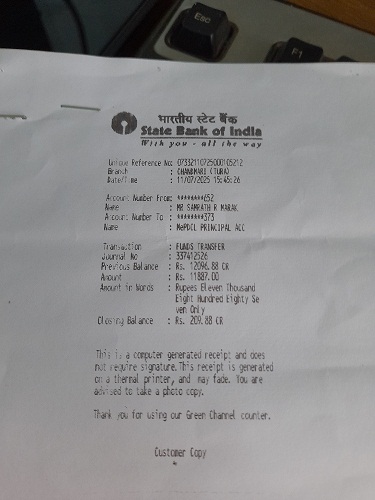 Esc
F1
भारतीय स्टेट बैंक
State Bank of India
With you - all the way
Unique Reference No: 07332110725000105212
Branch : CHANDMARI (TURA)
Date/Time : 11/07/2025 15:45:26
Account Number From: ********652
Name : MR SAMRATH R MARAK
Account Number To : ********373
Name : MePDCL PRINCIPAL ACC
Transaction : FUNDS TRANSFER
Journal No : 337412526
Previous Balance : Rs. 12096.88 CR
Amount : Rs. 11887.00
Amount in Words : Rupees Eleven Thousand
Eight Hundred Eighty Se
ven Only
Closing Balance : Rs. 209.88 CR
This is a computer generated receipt and does
not require signature.This receipt is generated
on a thermal printer, and may fade. You are
advised to take a photo copy.
Thank you for using our Green Channel counter.
Customer Copy